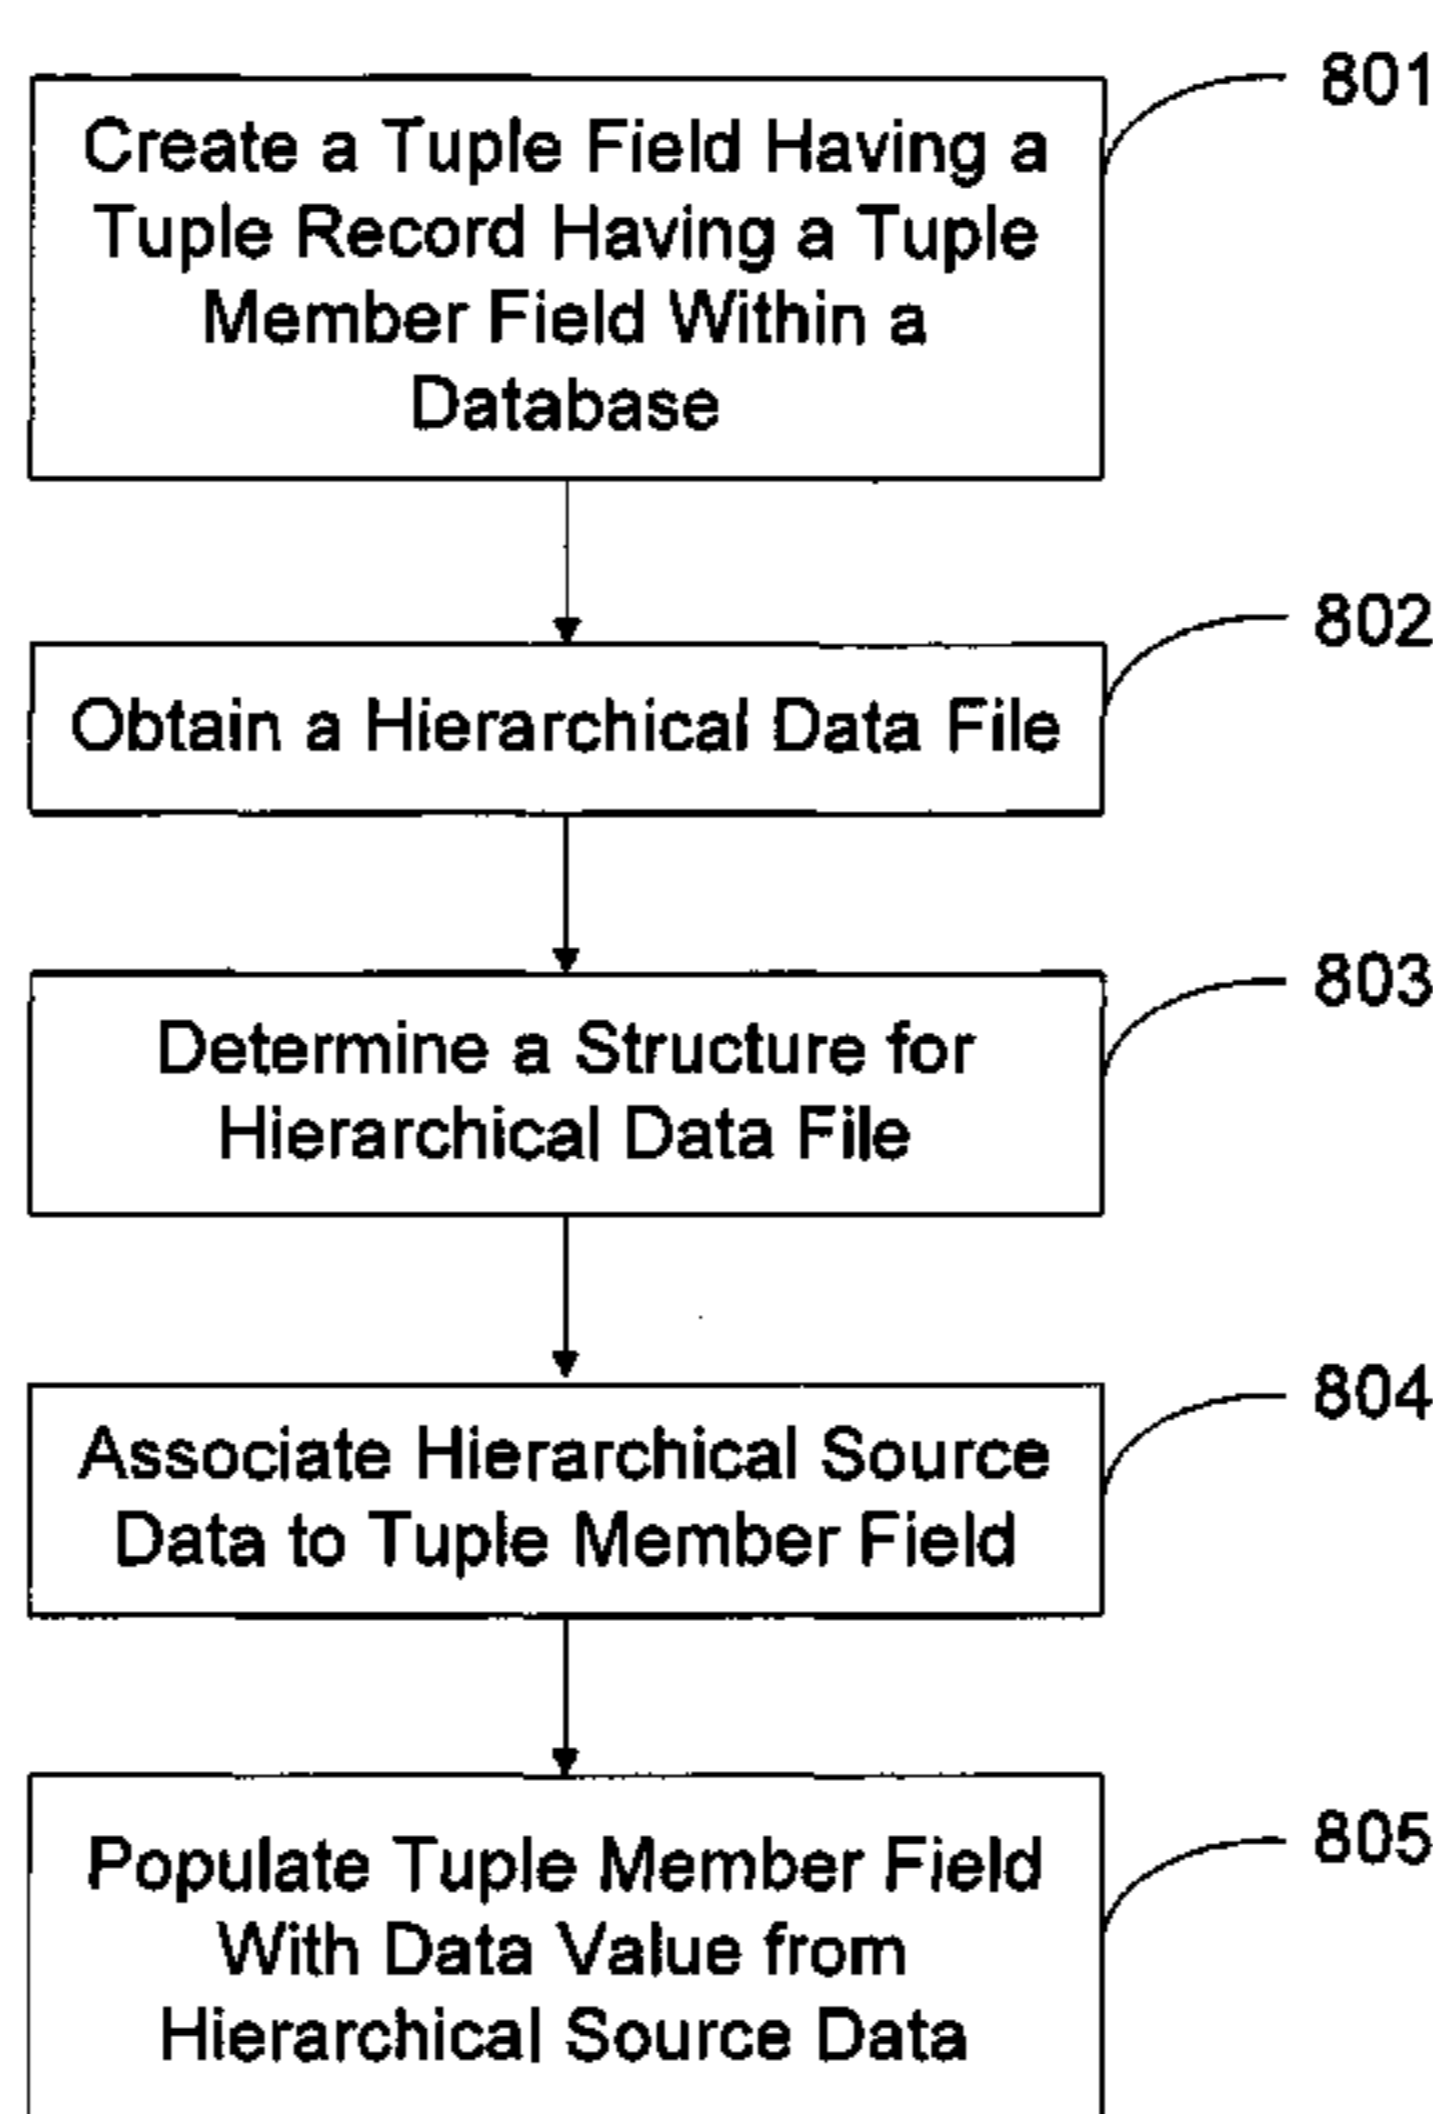 801
Create a Tuple Field Having a
Tuple Record Having a Tuple
Member Field Within a
Database
802
Obtain a Hierarchical Data File
803
Determine a Structure for
Hierarchical Data File
804
Associate Hierarchical Source
Data to Tuple Member Field
805
Populate Tuple Member Field
With Data Value from
Hierarchical Source Data